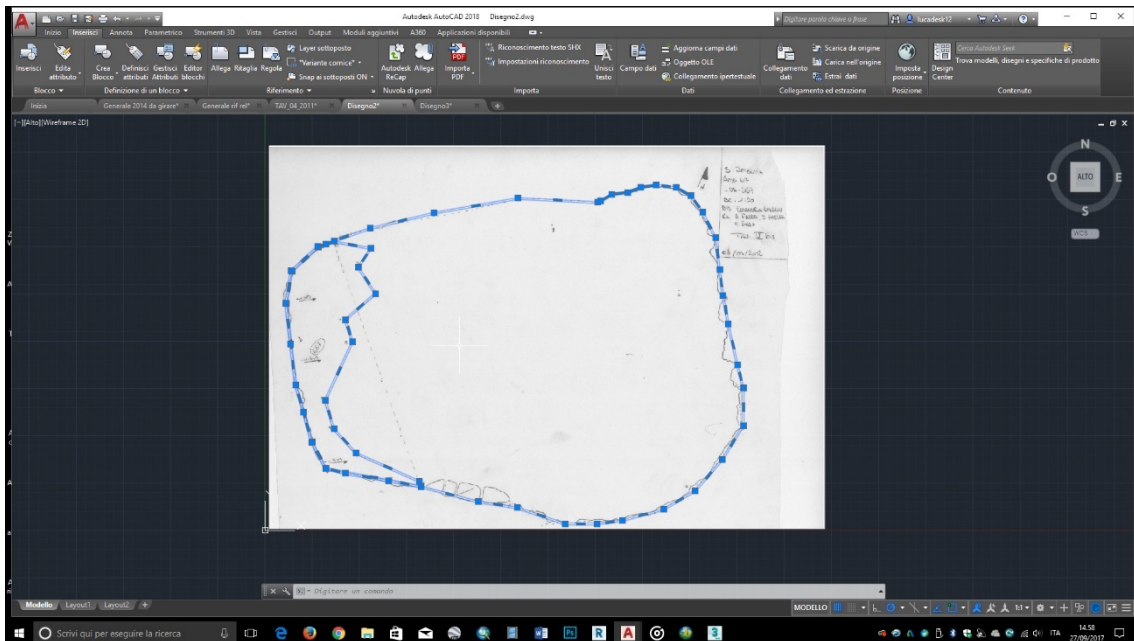 Autodesk AutoCAD 2018 Disegno2.dwg
Digitare parola chiave o frase
lucadesk12
Inizio Inserisci Annota Parametrico Strumenti 3D Vista Gestisci Output Moduli aggiuntivi A360 Applicazioni disponibili
Inserisci
Edita attributo
Crea Blocco
Definisci attributi
Gestisci Attributi
Editor blocchi
Allega
Ritaglia
Regola
Layer sottoposto
"Variante cornice"
Snap ai sottoposti ON
Autodesk ReCap
Allega
Importa PDF
Riconoscimento testo SHX
Impostazioni riconoscimento
Unisci testo
Campo dati
Aggiorna campi dati
Oggetto OLE
Collegamento ipertestuale
Collegamento dati
Scarica da origine
Carica nell'origine
Estrai dati
Imposta posizione
Design Center
Cerca Autodesk Seek
Trova modelli, disegni e specifiche di prodotto
Blocco Definizione di un blocco Riferimento Nuvola di punti Importa Dati Collegamento ed estrazione Posizione Contenuto
Inizia Generale 2014 da girare* Generale rif rel* TAV_04_2011* Disegno2* Disegno3*
[−][Alto][Wireframe 2D]
N
O ALTO E
S
WCS
Digitare un comando
Modello Layout1 Layout2 +
MODELLO 1:1
Scrivi qui per eseguire la ricerca
ITA 14.58
27/09/2017